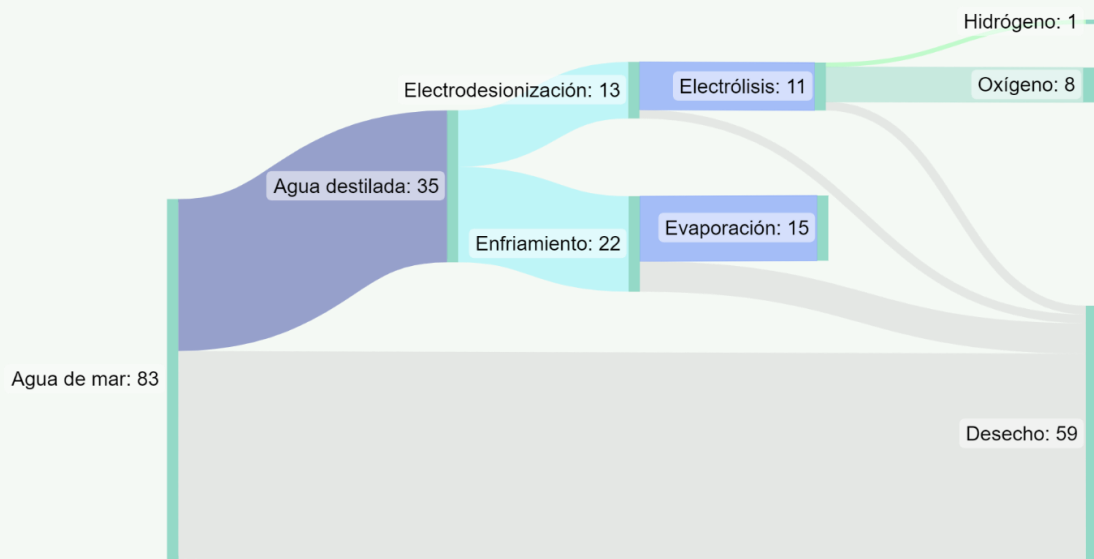 Hidrógeno: 1
Oxígeno: 8
Electrodesionización: 13
Electrólisis: 11
Agua destilada: 35
Enfriamiento: 22
Evaporación: 15
Agua de mar: 83
Desecho: 59